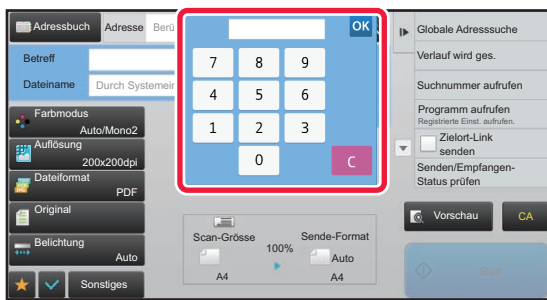 Adressbuch
Adresse
Berü
OK
Globale Adresssuche
Betreff
Verlauf wird ges.
7 8 9
Dateiname
Durch Systemeir
Suchnummer aufrufen
4 5 6
Programm aufrufen
Registrierte Einst. aufrufen.
Farbmodus
Auto/Mono2
1 2 3
Zielort-Link
senden
Auflösung
200x200dpi
0 C
Senden/Empfangen-
Status prüfen
Dateiformat
PDF
Original
Vorschau
CA
Scan-Grösse
100%
Sende-Format
Auto
A4
A4
Belichtung
Auto
Start
Sonstiges